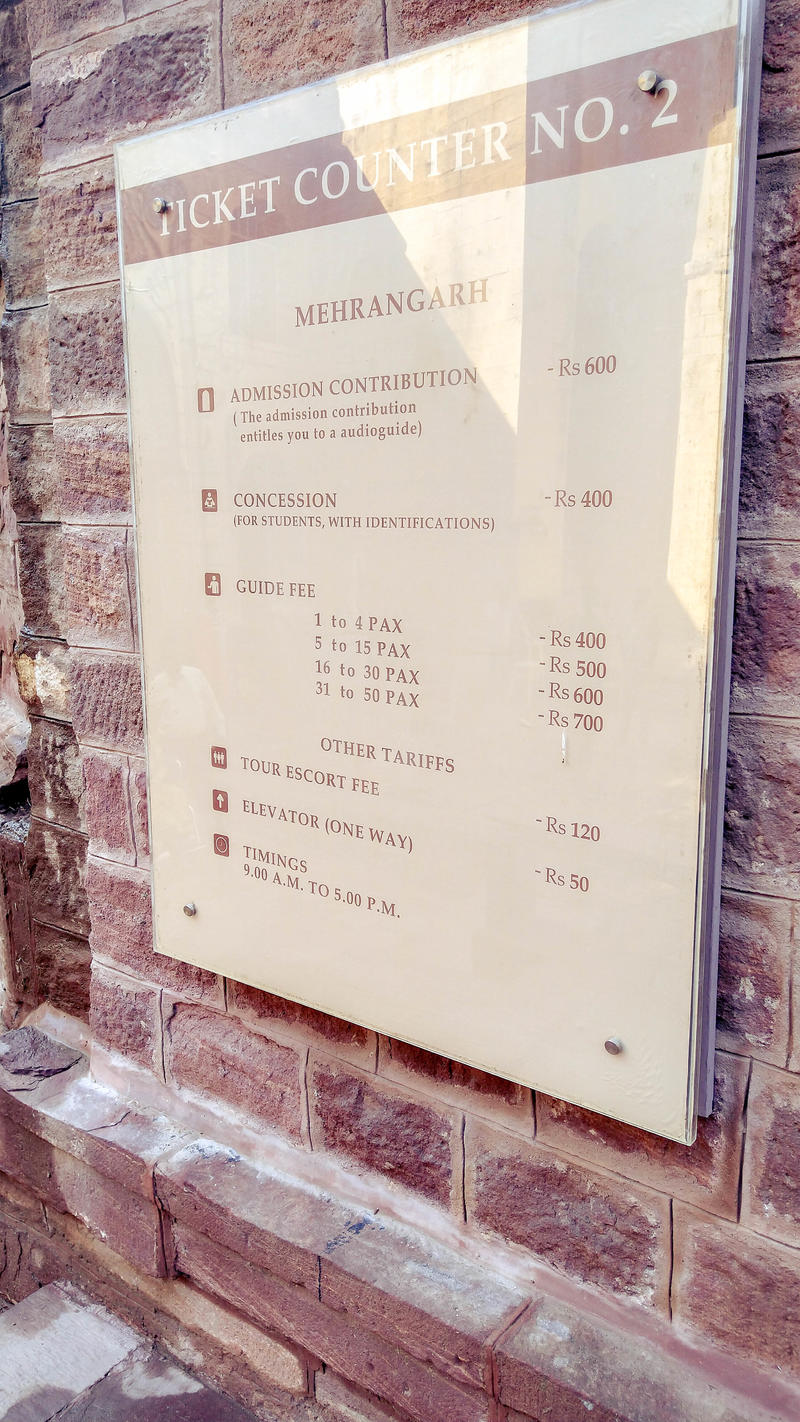 TICKET COUNTER NO. 2
MEHRANGARH
ADMISSION CONTRIBUTION - Rs 600
( The admission contribution
entitles you to a audioguide)
CONCESSION - Rs 400
(FOR STUDENTS, WITH IDENTIFICATIONS)
GUIDE FEE
1 to 4 PAX - Rs 400
5 to 15 PAX - Rs 500
16 to 30 PAX - Rs 600
31 to 50 PAX - Rs 700
OTHER TARIFFS
TOUR ESCORT FEE - Rs 120
ELEVATOR (ONE WAY) - Rs 50
TIMINGS
9.00 A.M. TO 5.00 P.M.